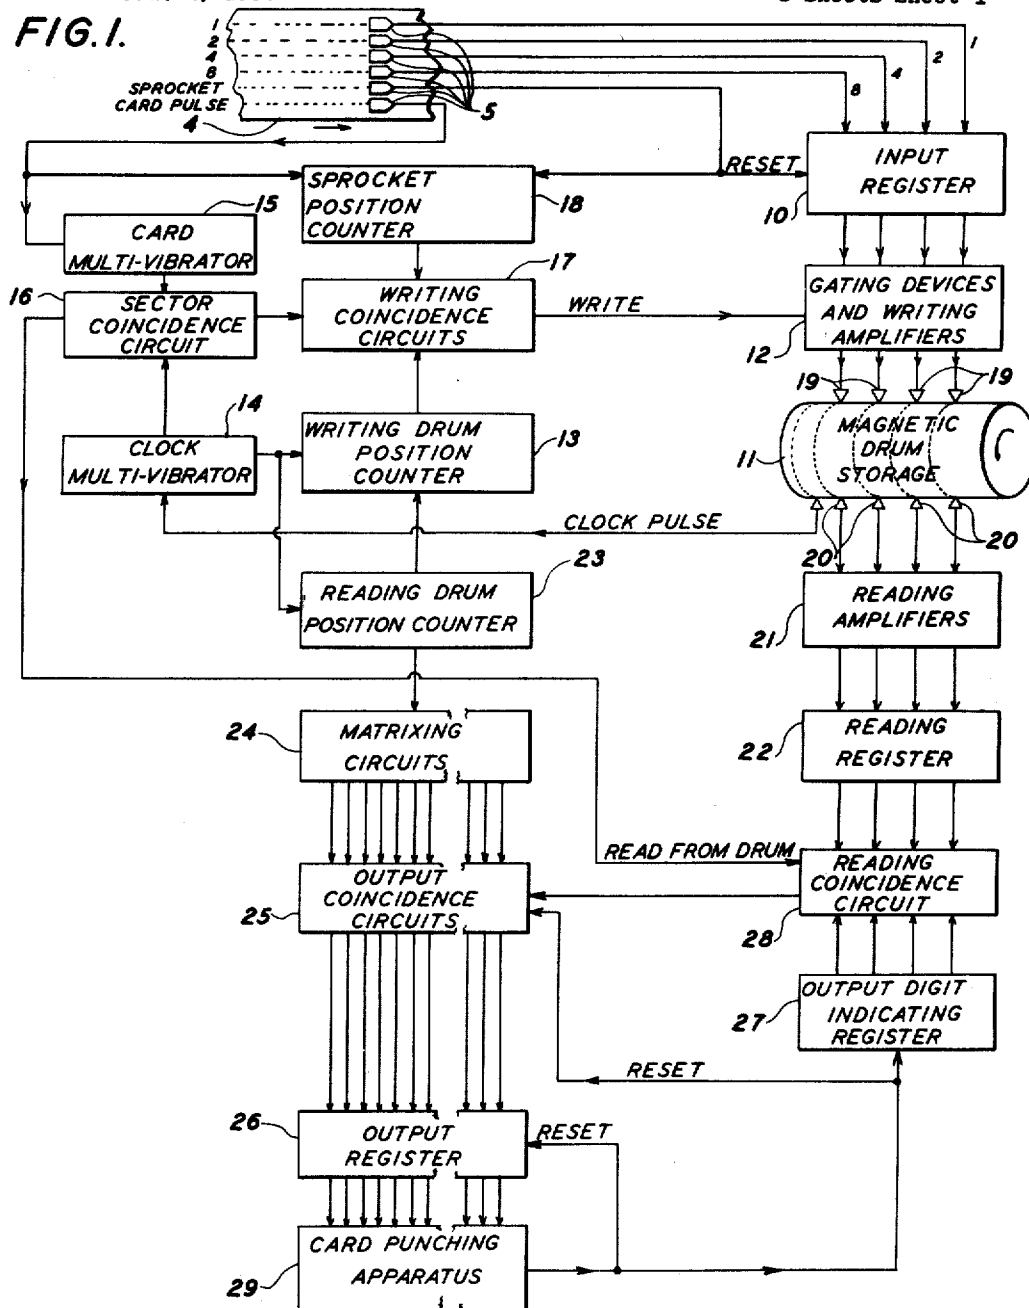 FIG.1.
1
2
4
8
SPROCKET
CARD PULSE
4
5
8
4
2
1
RESET
INPUT
REGISTER
10
SPROCKET
POSITION
COUNTER
18
15
CARD
MULTI-VIBRATOR
16
SECTOR
COINCIDENCE
CIRCUIT
17
WRITING
COINCIDENCE
CIRCUITS
WRITE
GATING DEVICES
AND WRITING
AMPLIFIERS
12
19
19
14
CLOCK
MULTI-VIBRATOR
WRITING DRUM
POSITION
COUNTER
13
MAGNETIC
DRUM
STORAGE
11
CLOCK PULSE
20
20
23
READING DRUM
POSITION COUNTER
READING
AMPLIFIERS
21
24
MATRIXING
CIRCUITS
22
READING
REGISTER
READ FROM DRUM
READING
COINCIDENCE
CIRCUIT
28
OUTPUT
COINCIDENCE
CIRCUITS
25
OUTPUT DIGIT
INDICATING
REGISTER
27
RESET
26
OUTPUT
REGISTER
RESET
CARD PUNCHING
APPARATUS
29